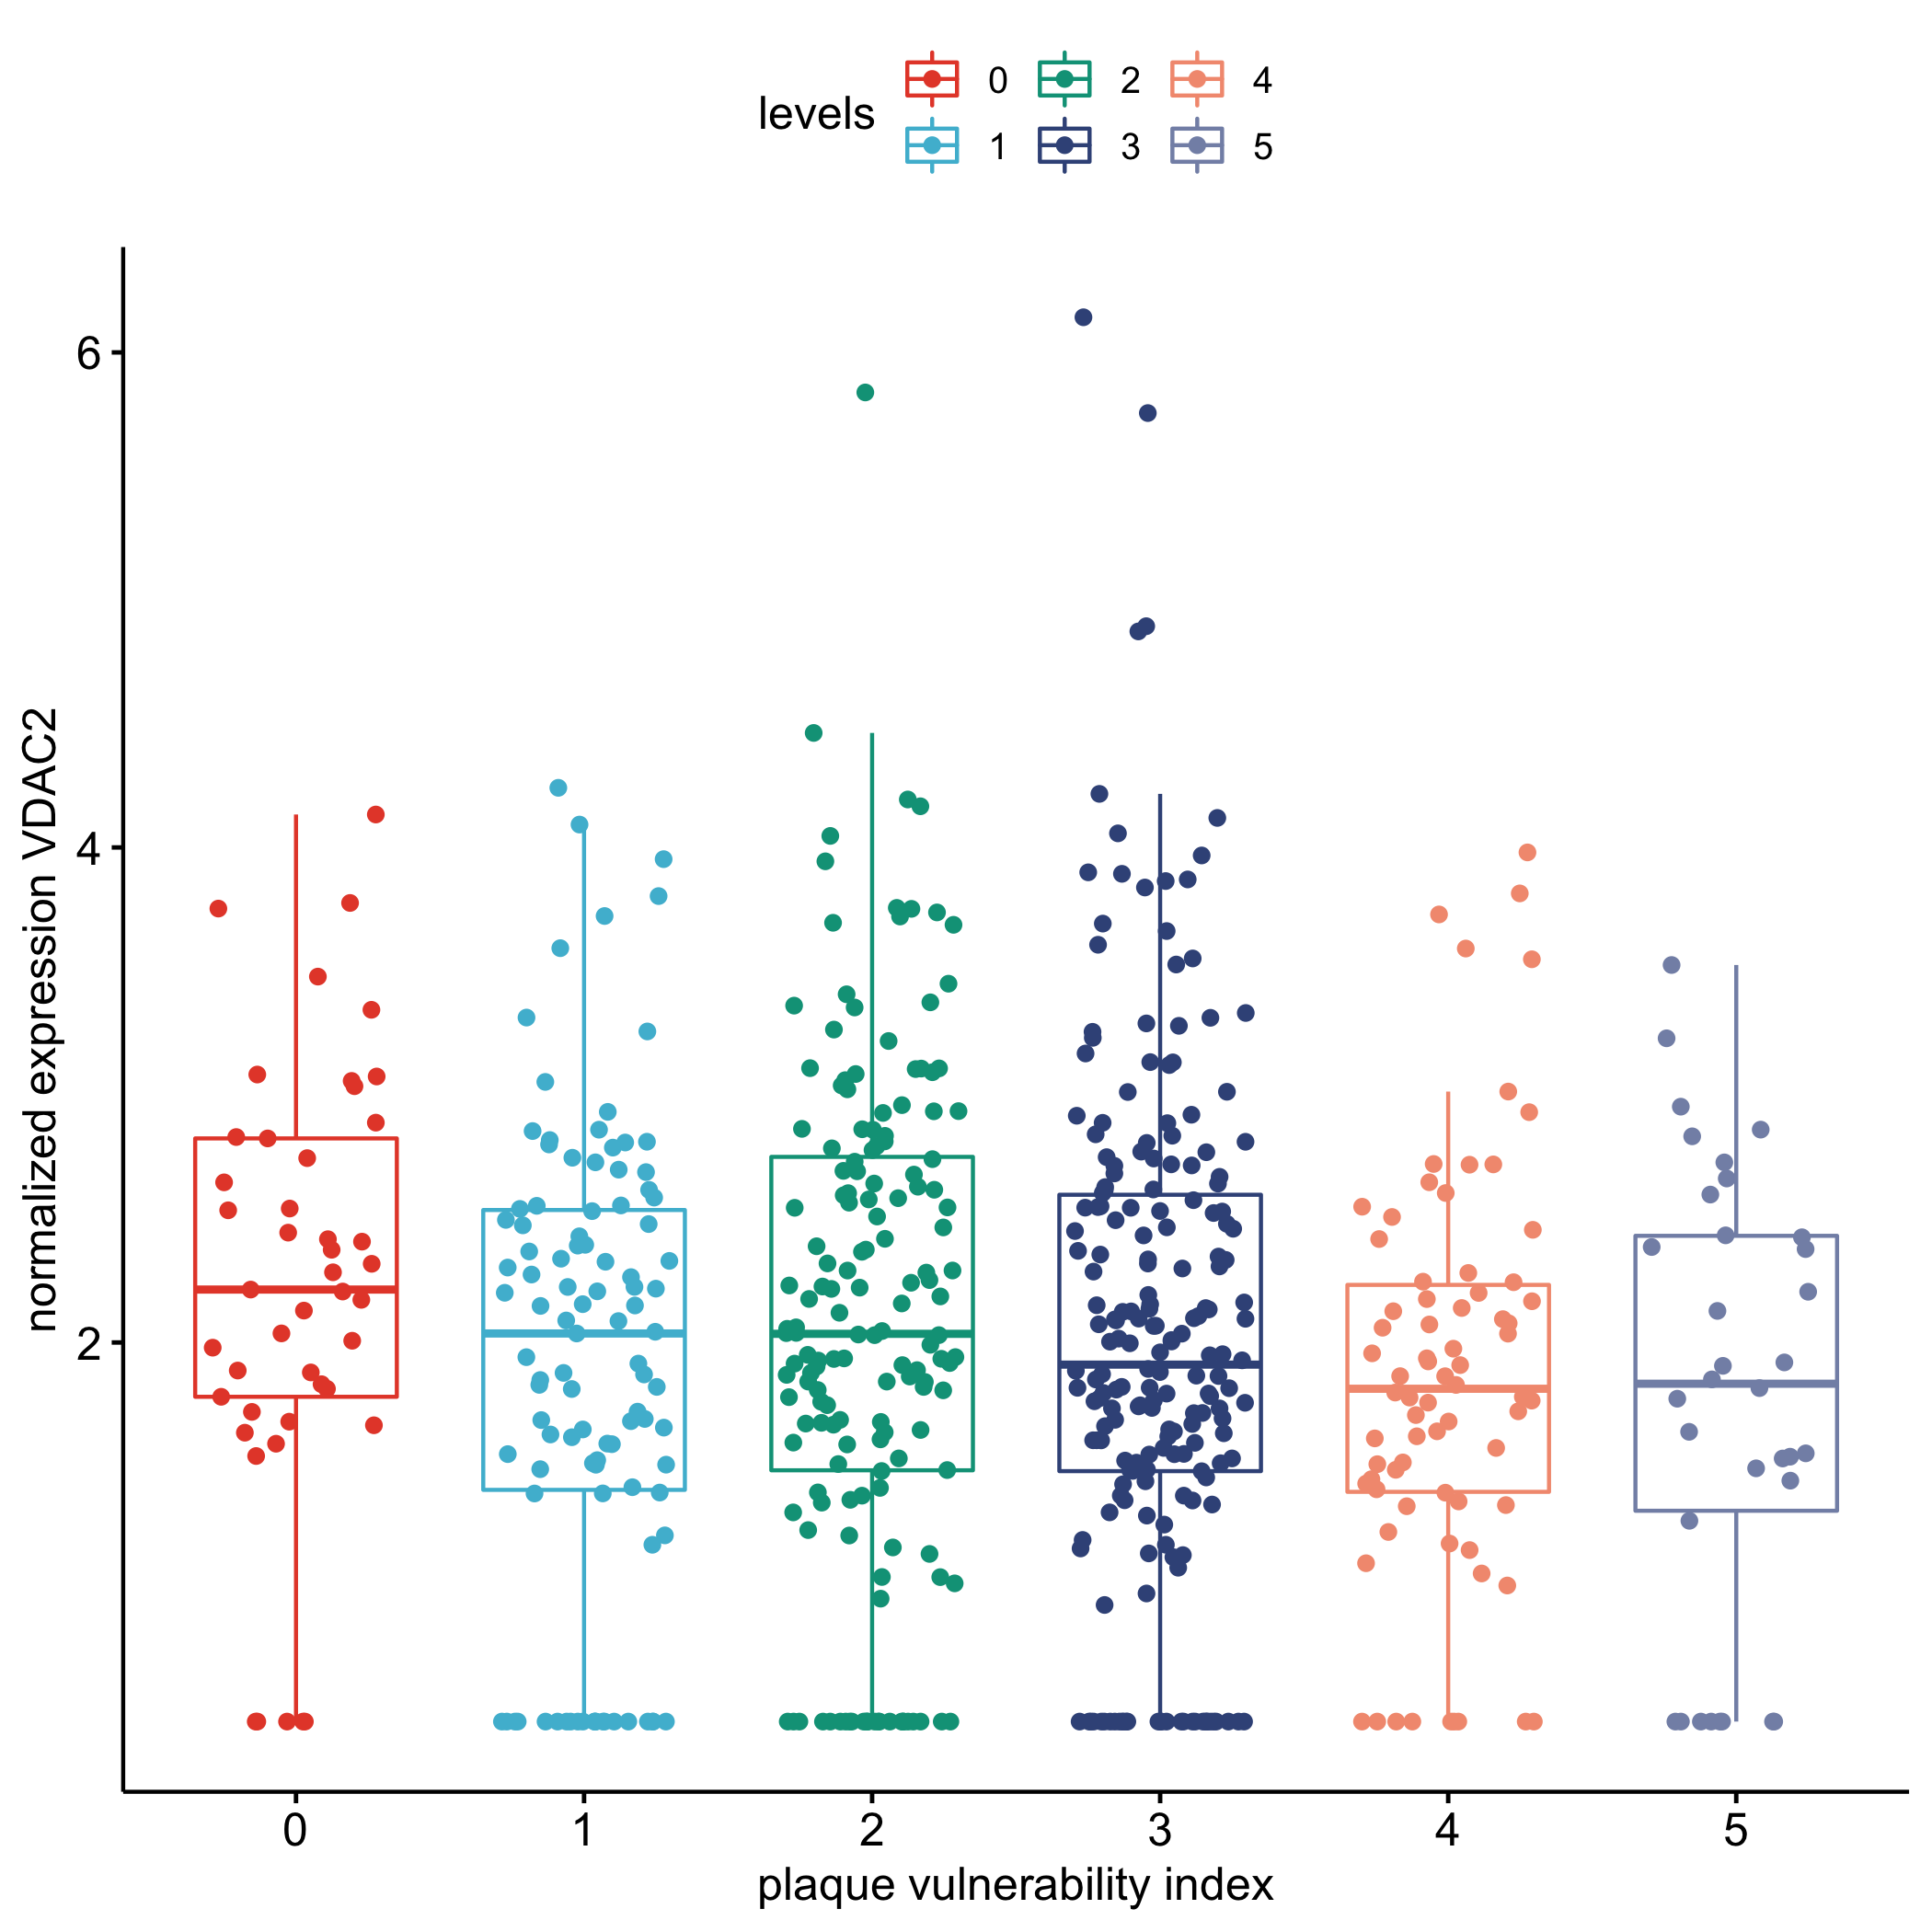 levels
0 2 4
1 3 5
normalized expression VDAC2
6
4
2
0 1 2 3 4 5
plaque vulnerability index